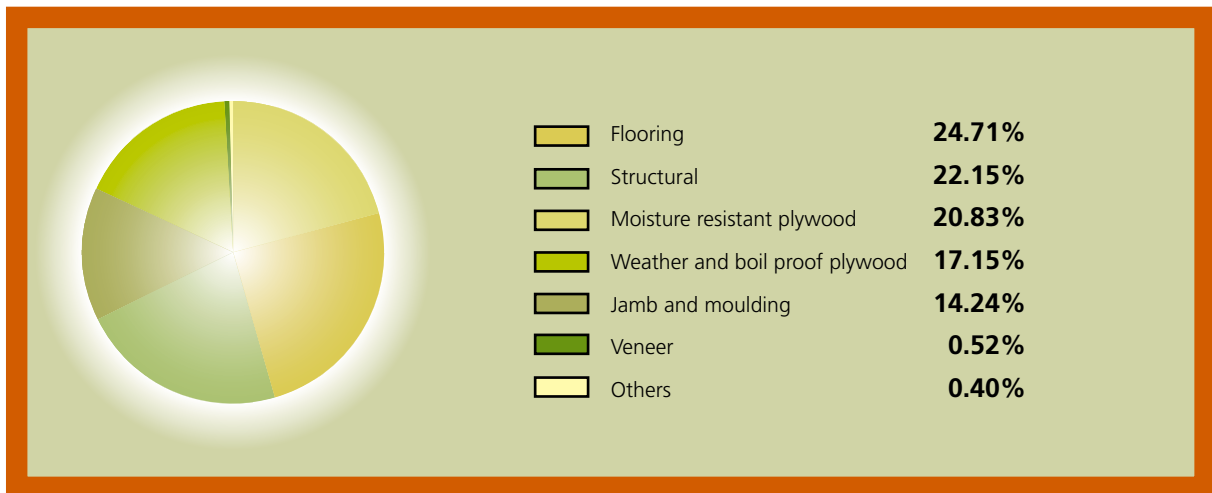 Flooring 24.71%
Structural 22.15%
Moisture resistant plywood 20.83%
Weather and boil proof plywood 17.15%
Jamb and moulding 14.24%
Veneer 0.52%
Others 0.40%